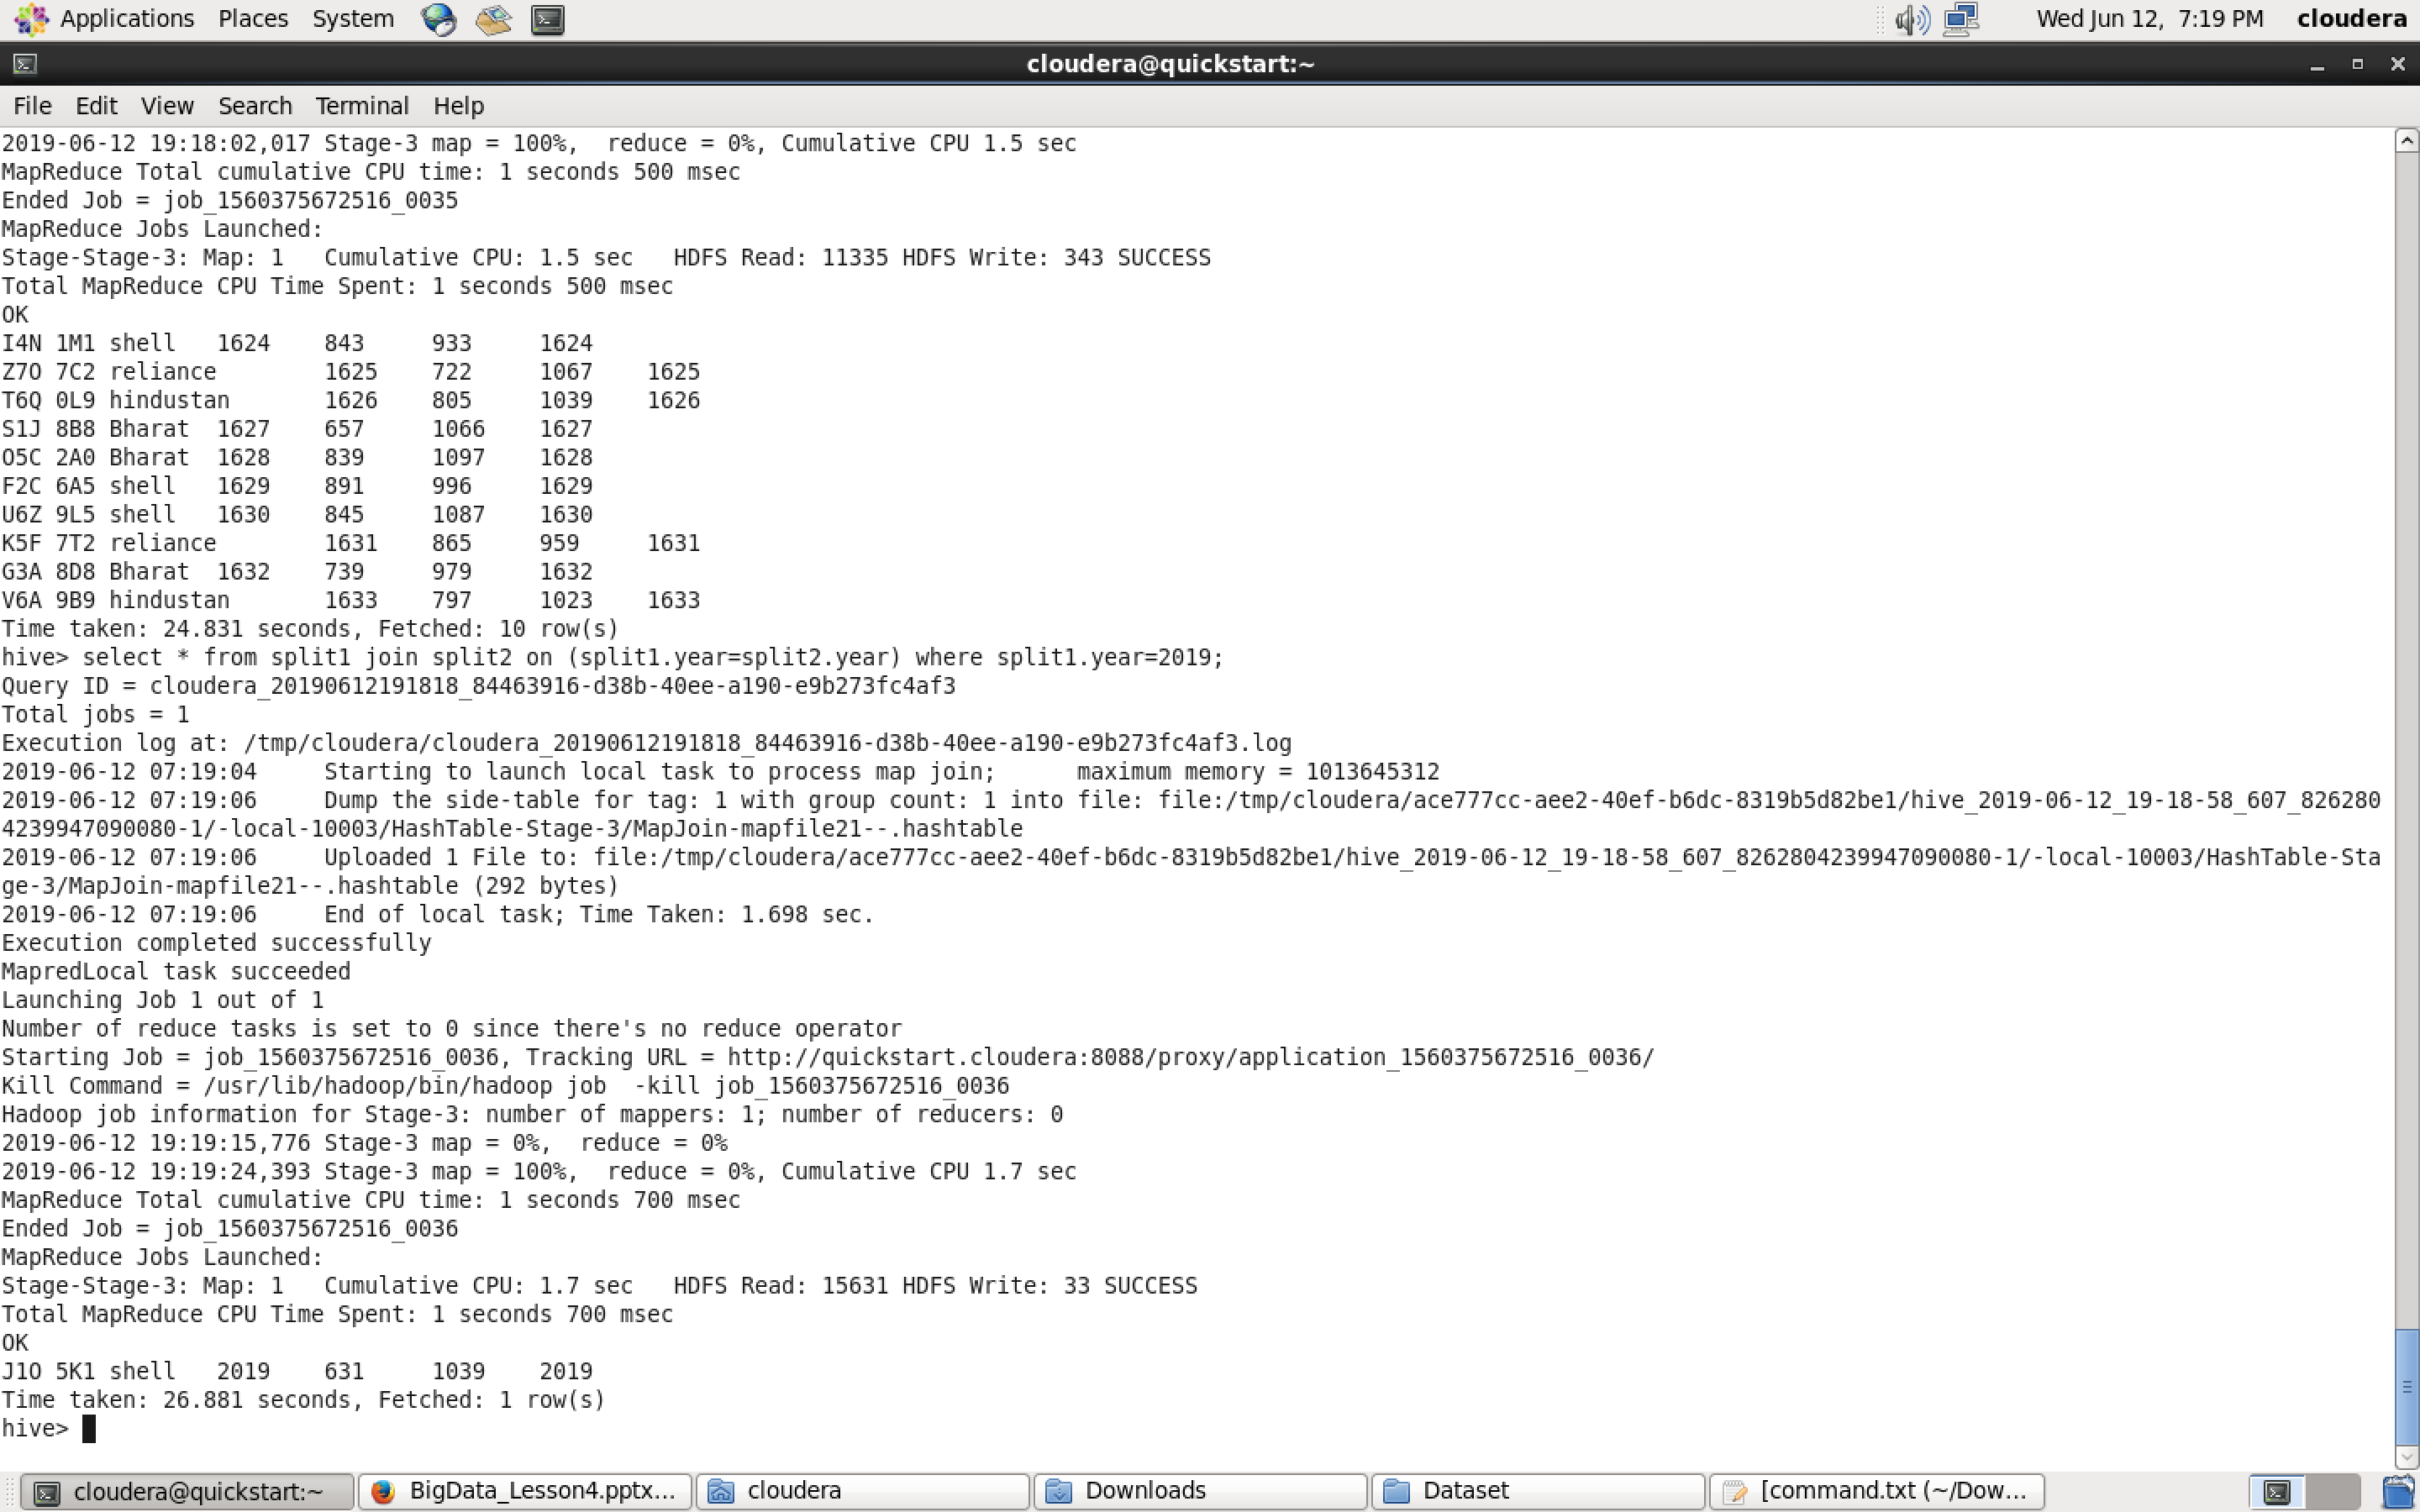 Applications Places System Wed Jun 12, 7:19 PM cloudera
cloudera@quickstart:~
File Edit View Search Terminal Help
2019-06-12 19:18:02,017 Stage-3 map = 100%,  reduce = 0%, Cumulative CPU 1.5 sec
MapReduce Total cumulative CPU time: 1 seconds 500 msec
Ended Job = job_1560375672516_0035
MapReduce Jobs Launched:
Stage-Stage-3: Map: 1   Cumulative CPU: 1.5 sec   HDFS Read: 11335 HDFS Write: 343 SUCCESS
Total MapReduce CPU Time Spent: 1 seconds 500 msec
OK
I4N 1M1 shell   1624    843     933     1624
Z7O 7C2 reliance        1625    722     1067    1625
T6Q 0L9 hindustan       1626    805     1039    1626
S1J 8B8 Bharat  1627    657     1066    1627
O5C 2A0 Bharat  1628    839     1097    1628
F2C 6A5 shell   1629    891     996     1629
U6Z 9L5 shell   1630    845     1087    1630
K5F 7T2 reliance        1631    865     959     1631
G3A 8D8 Bharat  1632    739     979     1632
V6A 9B9 hindustan       1633    797     1023    1633
Time taken: 24.831 seconds, Fetched: 10 row(s)
hive> select * from split1 join split2 on (split1.year=split2.year) where split1.year=2019;
Query ID = cloudera_20190612191818_84463916-d38b-40ee-a190-e9b273fc4af3
Total jobs = 1
Execution log at: /tmp/cloudera/cloudera_20190612191818_84463916-d38b-40ee-a190-e9b273fc4af3.log
2019-06-12 07:19:04     Starting to launch local task to process map join;      maximum memory = 1013645312
2019-06-12 07:19:06     Dump the side-table for tag: 1 with group count: 1 into file: file:/tmp/cloudera/ace777cc-aee2-40ef-b6dc-8319b5d82be1/hive_2019-06-12_19-18-58_607_826280
4239947090080-1/-local-10003/HashTable-Stage-3/MapJoin-mapfile21--.hashtable
2019-06-12 07:19:06     Uploaded 1 File to: file:/tmp/cloudera/ace777cc-aee2-40ef-b6dc-8319b5d82be1/hive_2019-06-12_19-18-58_607_8262804239947090080-1/-local-10003/HashTable-Sta
ge-3/MapJoin-mapfile21--.hashtable (292 bytes)
2019-06-12 07:19:06     End of local task; Time Taken: 1.698 sec.
Execution completed successfully
MapredLocal task succeeded
Launching Job 1 out of 1
Number of reduce tasks is set to 0 since there's no reduce operator
Starting Job = job_1560375672516_0036, Tracking URL = http://quickstart.cloudera:8088/proxy/application_1560375672516_0036/
Kill Command = /usr/lib/hadoop/bin/hadoop job  -kill job_1560375672516_0036
Hadoop job information for Stage-3: number of mappers: 1; number of reducers: 0
2019-06-12 19:19:15,776 Stage-3 map = 0%,  reduce = 0%
2019-06-12 19:19:24,393 Stage-3 map = 100%,  reduce = 0%, Cumulative CPU 1.7 sec
MapReduce Total cumulative CPU time: 1 seconds 700 msec
Ended Job = job_1560375672516_0036
MapReduce Jobs Launched:
Stage-Stage-3: Map: 1   Cumulative CPU: 1.7 sec   HDFS Read: 15631 HDFS Write: 33 SUCCESS
Total MapReduce CPU Time Spent: 1 seconds 700 msec
OK
J1O 5K1 shell   2019    631     1039    2019
Time taken: 26.881 seconds, Fetched: 1 row(s)
hive>
cloudera@quickstart:~ BigData_Lesson4.pptx... cloudera Downloads Dataset [command.txt (~/Dow...